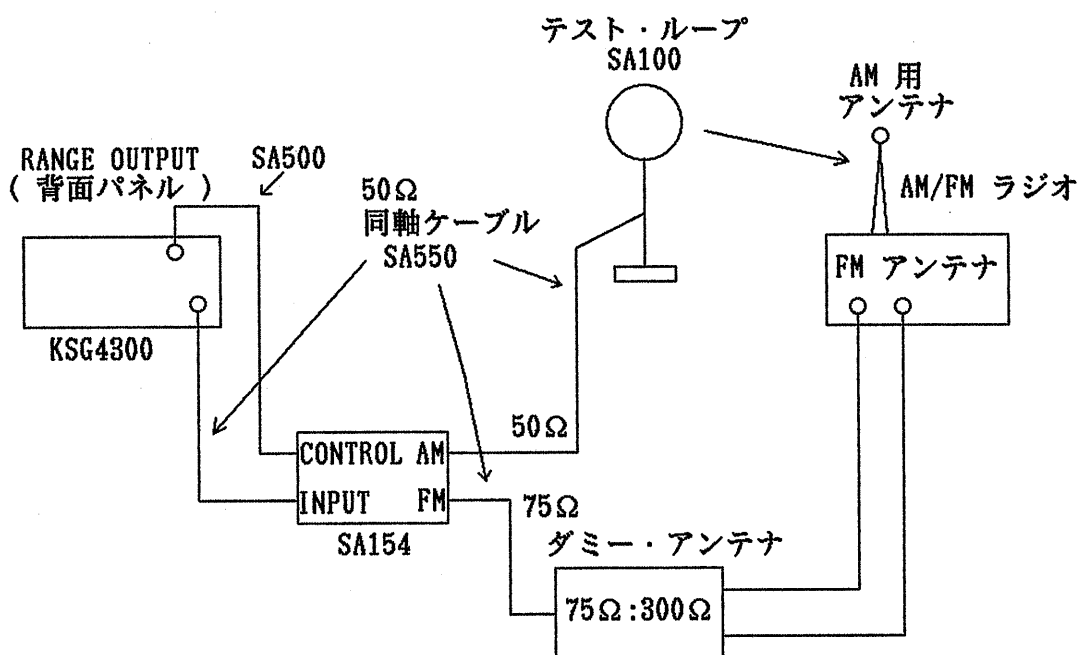 テスト・ループ
SA100
AM 用
アンテナ
RANGE OUTPUT
( 背面パネル )
SA500
AM/FM ラジオ
50Ω
同軸ケーブル
SA550
FM アンテナ
KSG4300
50Ω
CONTROL AM
INPUT FM
75Ω
SA154
ダミー・アンテナ
75Ω:300Ω